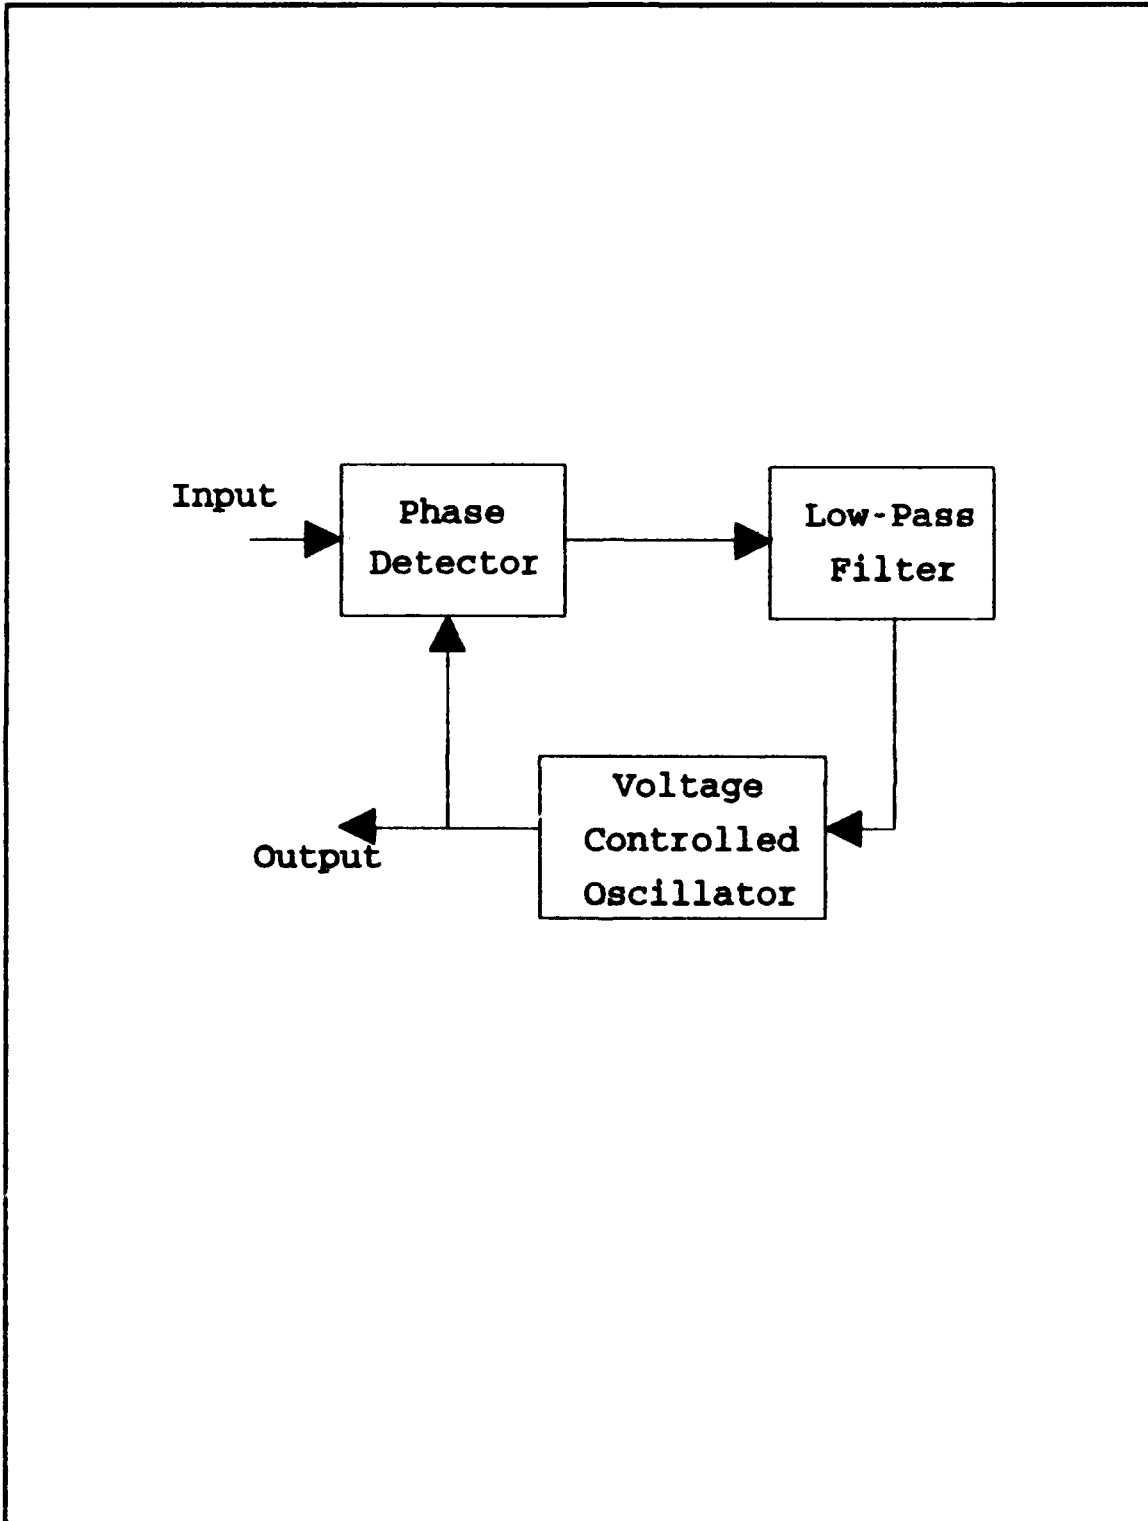 Input
Phase
Detector
Low-Pass
Filter
Voltage
Controlled
Oscillator
Output